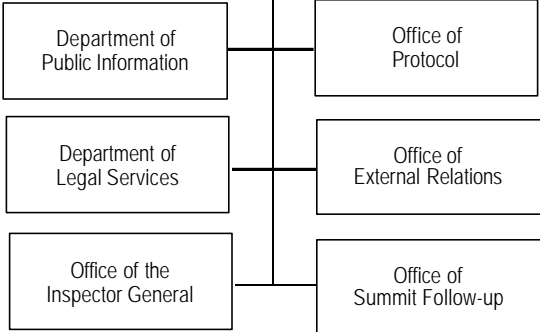 Department of
Public Information
Office of
Protocol
Department of
Legal Services
Office of
External Relations
Office of the
Inspector General
Office of
Summit Follow-up